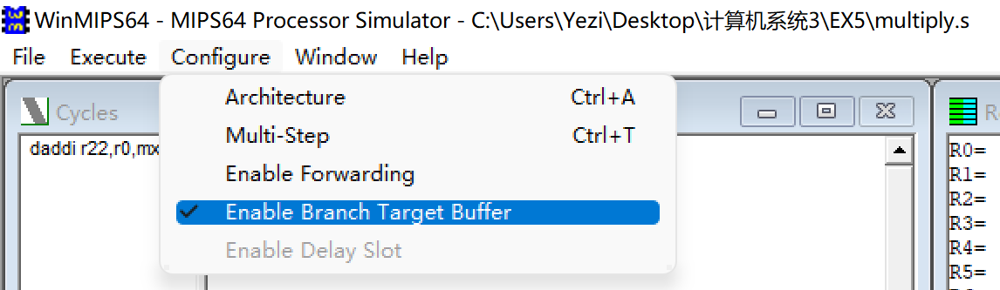 WinMIPS64 - MIPS64 Processor Simulator - C:\Users\Yezi\Desktop\计算机系统3\EX5\multiply.s
File Execute Configure Window Help
Architecture Ctrl+A
Multi-Step Ctrl+T
Enable Forwarding
Enable Branch Target Buffer
Enable Delay Slot
Cycles
daddi r22,r0,mx
R
R0=
R1=
R2=
R3=
R4=
R5=